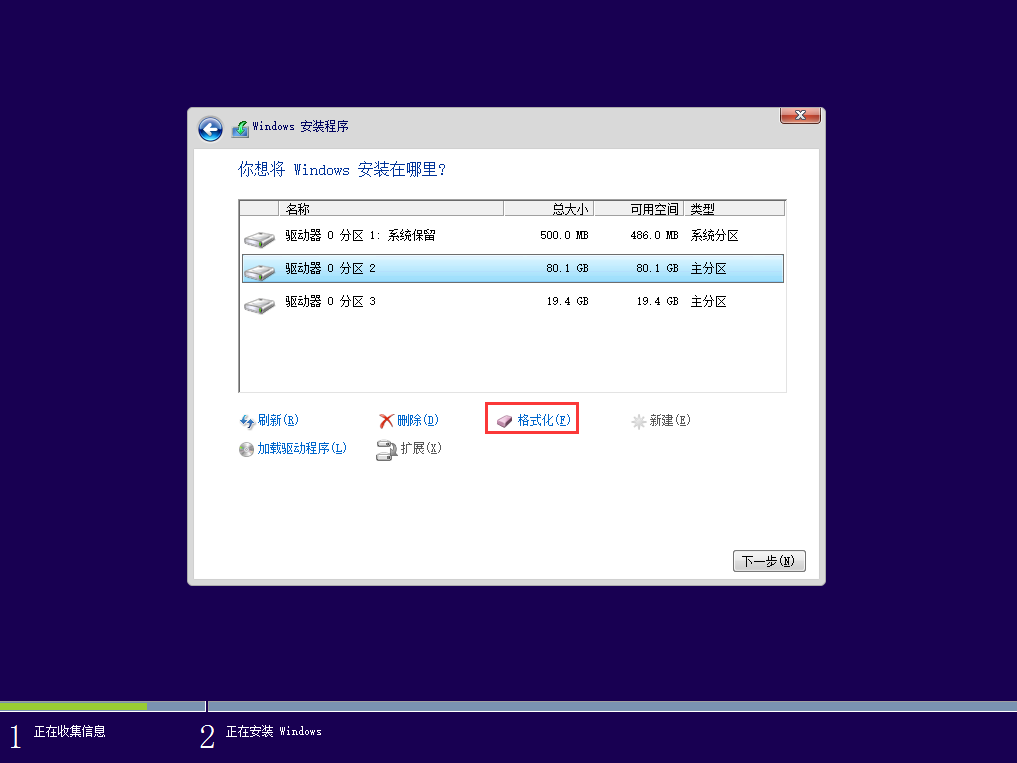 Windows 安装程序
你想将 Windows 安装在哪里?
名称 总大小 可用空间 类型
驱动器 0 分区 1: 系统保留 500.0 MB 486.0 MB 系统分区
驱动器 0 分区 2 80.1 GB 80.1 GB 主分区
驱动器 0 分区 3 19.4 GB 19.4 GB 主分区
刷新(R) 删除(D) 格式化(F) 新建(E)
加载驱动程序(L) 扩展(X)
下一步(N)
1 正在收集信息 2 正在安装 Windows